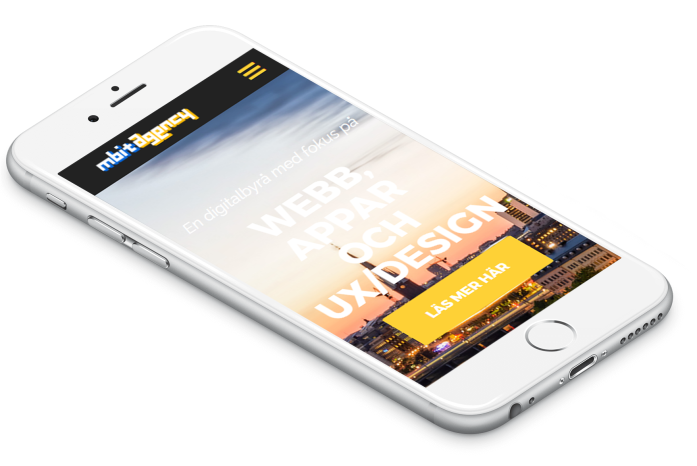 mbit agency
En digitalbyrå med fokus på
WEBB,
APPAR
OCH
UX/DESIGN
LÄS MER HÄR